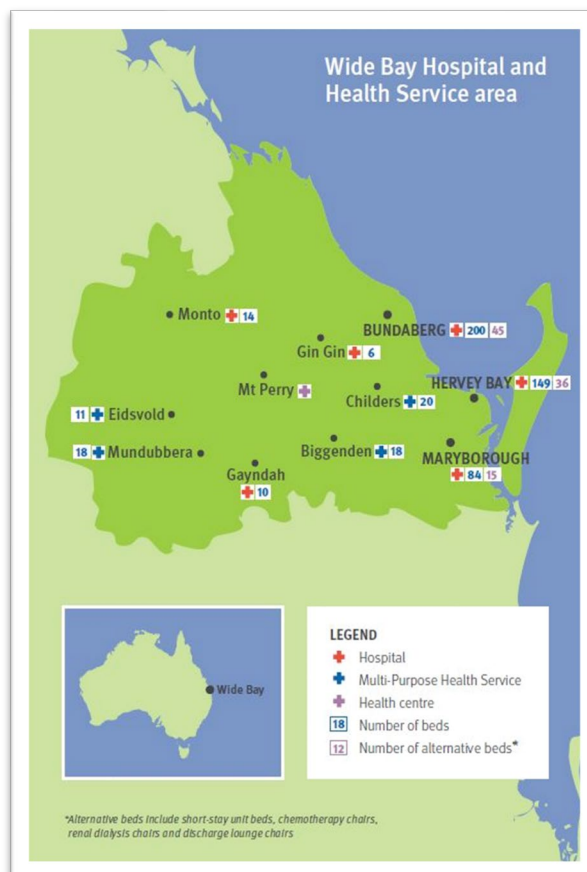 Wide Bay Hospital and
Health Service area
Monto 14
BUNDABERG 200 45
Gin Gin 6
Mt Perry
HERVEY BAY 149 36
Childers 20
11 Eidsvold
18 Mundubbera
Biggenden 18
MARYBOROUGH
84 15
Gayndah
10
Wide Bay
LEGEND
Hospital
Multi-Purpose Health Service
Health centre
18 Number of beds
12 Number of alternative beds*
*Alternative beds include short-stay unit beds, chemotherapy chairs,
renal dialysis chairs and discharge lounge chairs